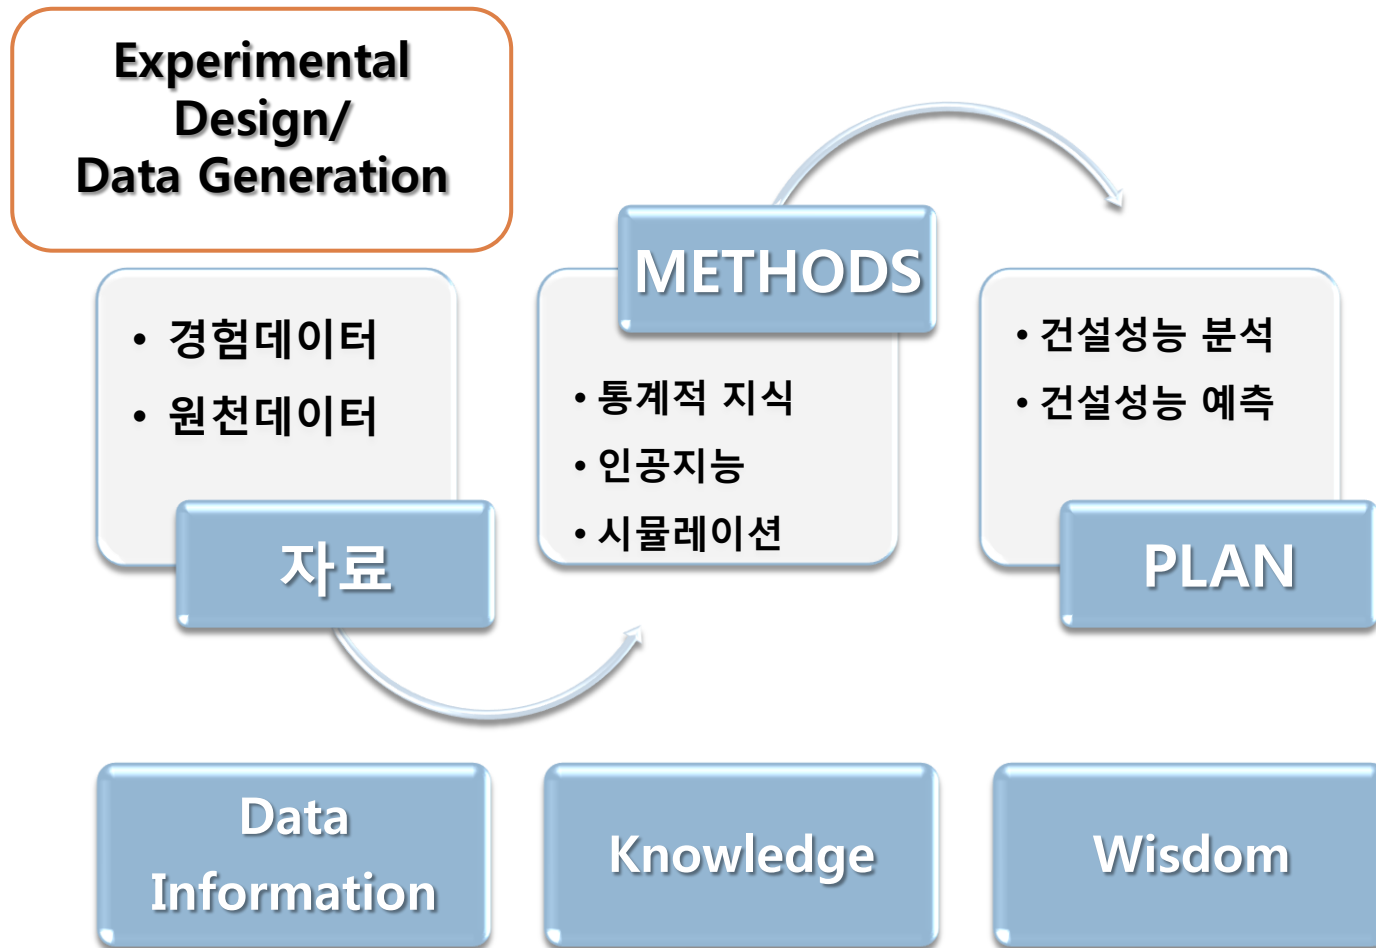 Experimental
Design/
Data Generation
• 경험데이터
• 원천데이터
자료
METHODS
• 통계적 지식
• 인공지능
• 시뮬레이션
• 건설성능 분석
• 건설성능 예측
PLAN
Data
Information
Knowledge
Wisdom